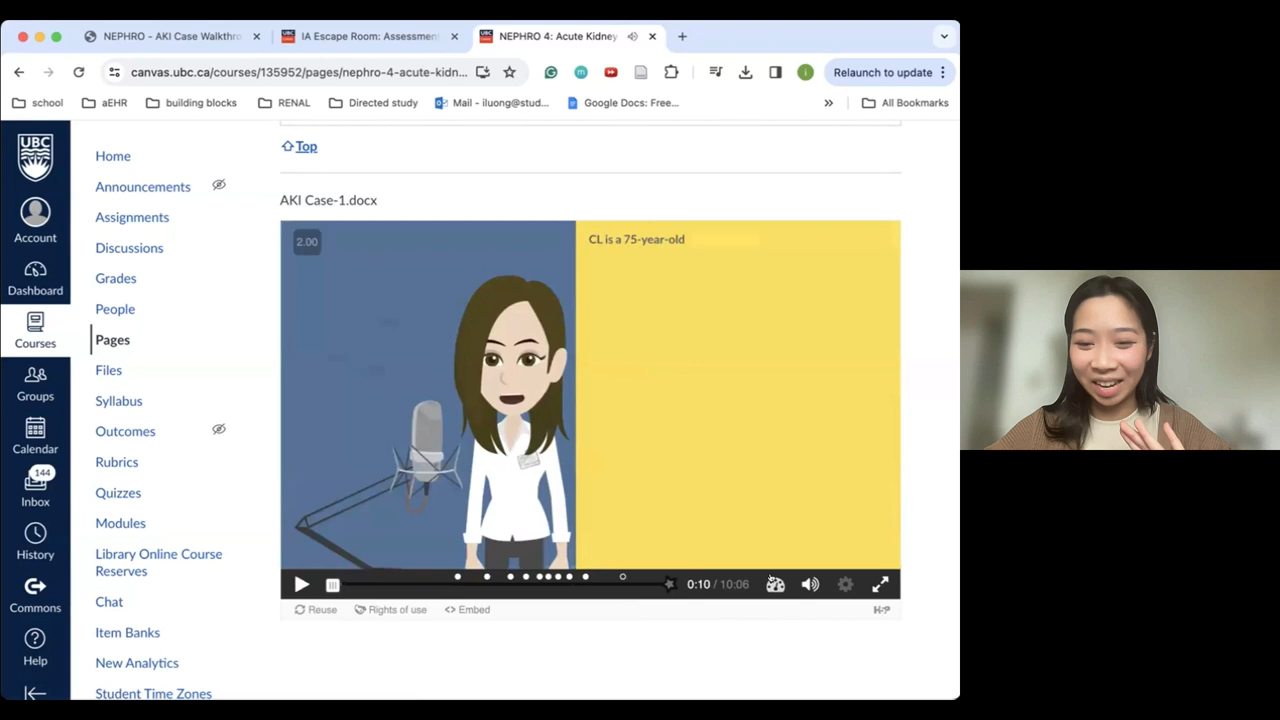 NEPHRO - AKI Case Walkthro
IA Escape Room: Assessment
NEPHRO 4: Acute Kidney
canvas.ubc.ca/courses/135952/pages/nephro-4-acute-kidn...
Relaunch to update
school
aEHR
building blocks
RENAL
Directed study
Mail - iluong@stud...
Google Docs: Free...
All Bookmarks
UBC
Account
Dashboard
Courses
Groups
Calendar
144
Inbox
History
Commons
Help
Home
Announcements
Assignments
Discussions
Grades
People
Pages
Files
Syllabus
Outcomes
Rubrics
Quizzes
Modules
Library Online Course
Reserves
Chat
Item Banks
New Analytics
Student Time Zones
Top
AKI Case-1.docx
2.00
CL is a 75-year-old
0:10 / 10:06
Reuse
Rights of use
<> Embed
H-P